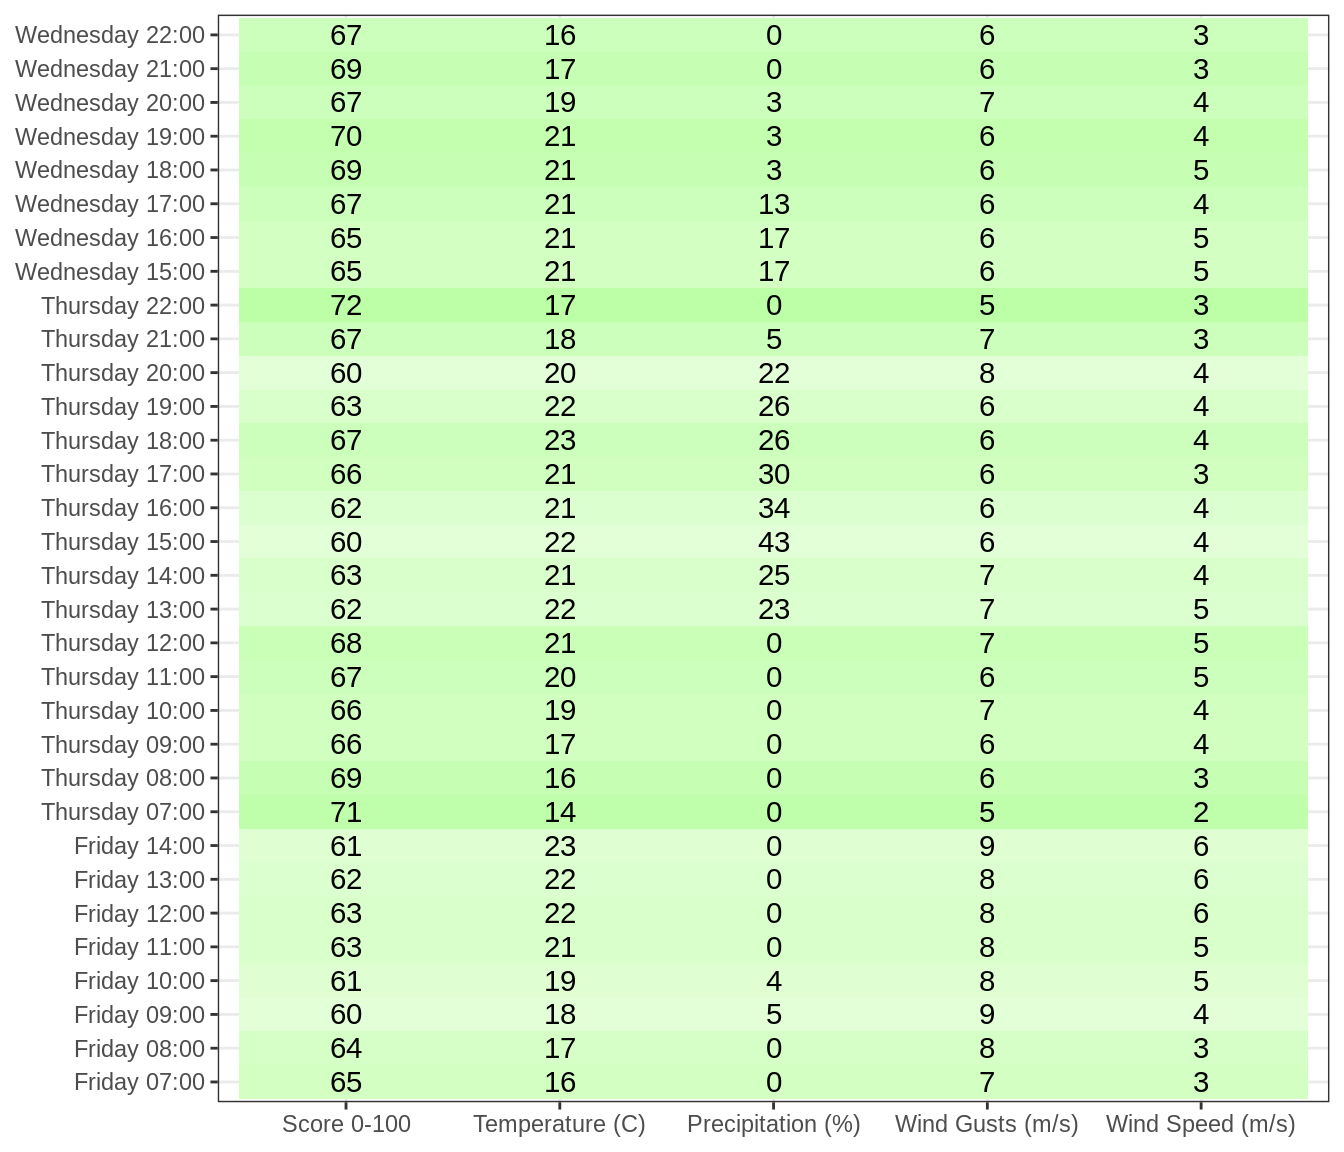 Wednesday 22:00 67 16 0 6 3
Wednesday 21:00 69 17 0 6 3
Wednesday 20:00 67 19 3 7 4
Wednesday 19:00 70 21 3 6 4
Wednesday 18:00 69 21 3 6 5
Wednesday 17:00 67 21 13 6 4
Wednesday 16:00 65 21 17 6 5
Wednesday 15:00 65 21 17 6 5
Thursday 22:00 72 17 0 5 3
Thursday 21:00 67 18 5 7 3
Thursday 20:00 60 20 22 8 4
Thursday 19:00 63 22 26 6 4
Thursday 18:00 67 23 26 6 4
Thursday 17:00 66 21 30 6 3
Thursday 16:00 62 21 34 6 4
Thursday 15:00 60 22 43 6 4
Thursday 14:00 63 21 25 7 4
Thursday 13:00 62 22 23 7 5
Thursday 12:00 68 21 0 7 5
Thursday 11:00 67 20 0 6 5
Thursday 10:00 66 19 0 7 4
Thursday 09:00 66 17 0 6 4
Thursday 08:00 69 16 0 6 3
Thursday 07:00 71 14 0 5 2
Friday 14:00 61 23 0 9 6
Friday 13:00 62 22 0 8 6
Friday 12:00 63 22 0 8 6
Friday 11:00 63 21 0 8 5
Friday 10:00 61 19 4 8 5
Friday 09:00 60 18 5 9 4
Friday 08:00 64 17 0 8 3
Friday 07:00 65 16 0 7 3
Score 0-100 Temperature (C) Precipitation (%) Wind Gusts (m/s) Wind Speed (m/s)